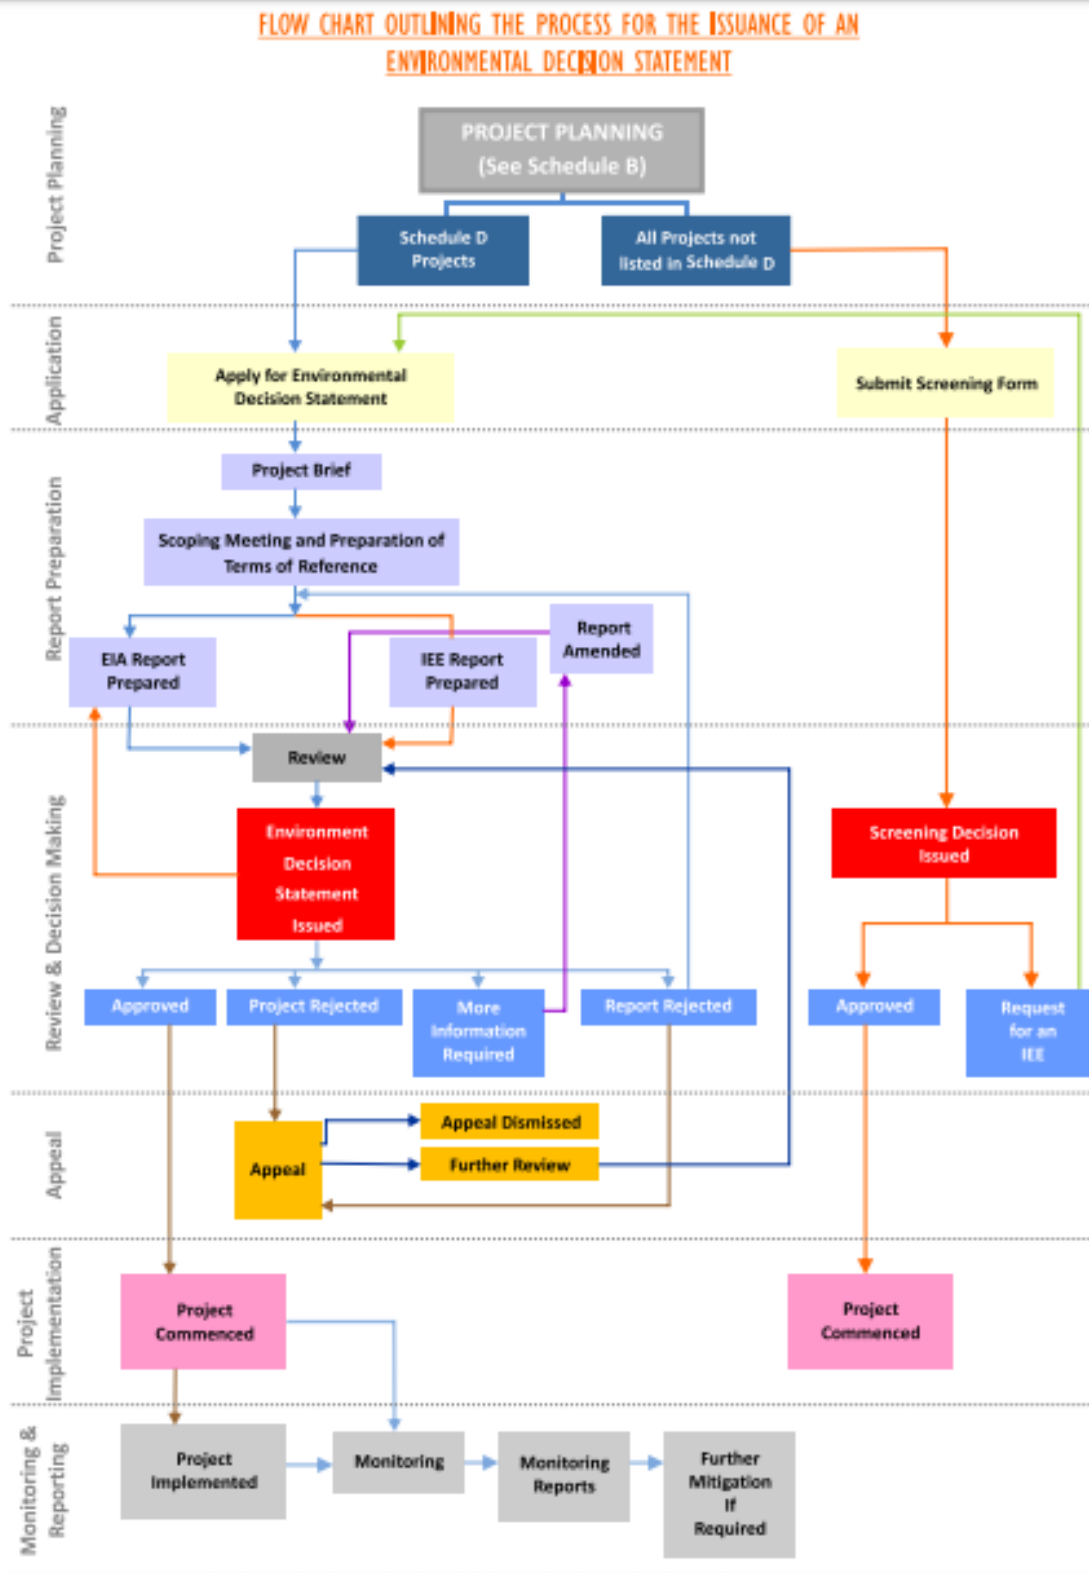 FLOW CHART OUTLINING THE PROCESS FOR THE ISSUANCE OF AN
ENVIRONMENTAL DECISION STATEMENT
Project Planning
PROJECT PLANNING
(See Schedule B)
Schedule D
Projects
All Projects not
listed in Schedule D
Application
Apply for Environmental
Decision Statement
Submit Screening Form
Report Preparation
Project Brief
Scoping Meeting and Preparation of
Terms of Reference
EIA Report
Prepared
IEE Report
Prepared
Report
Amended
Review & Decision Making
Review
Environment
Decision
Statement
Issued
Screening Decision
Issued
Approved
Project Rejected
More
Information
Required
Report Rejected
Approved
Request
for an
IEE
Appeal
Appeal
Appeal Dismissed
Further Review
Project
Implementation
Project
Commenced
Project
Commenced
Monitoring &
Reporting
Project
Implemented
Monitoring
Monitoring
Reports
Further
Mitigation
If
Required